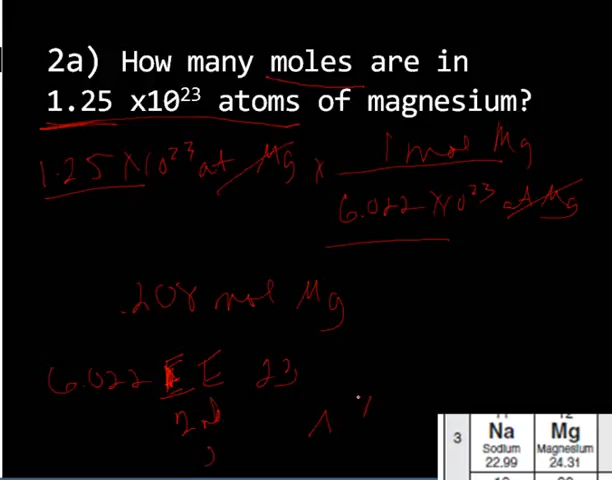 2a) How many moles are in
1.25 x10²³ atoms of magnesium?
1.25 X10²³ at Mg x 1 mol Mg
6.022 X10²³ at Mg
.208 mol Mg
6.022 E E 23
2nd
,
3 11 12
Na Mg
Sodium Magnesium
22.99 24.31